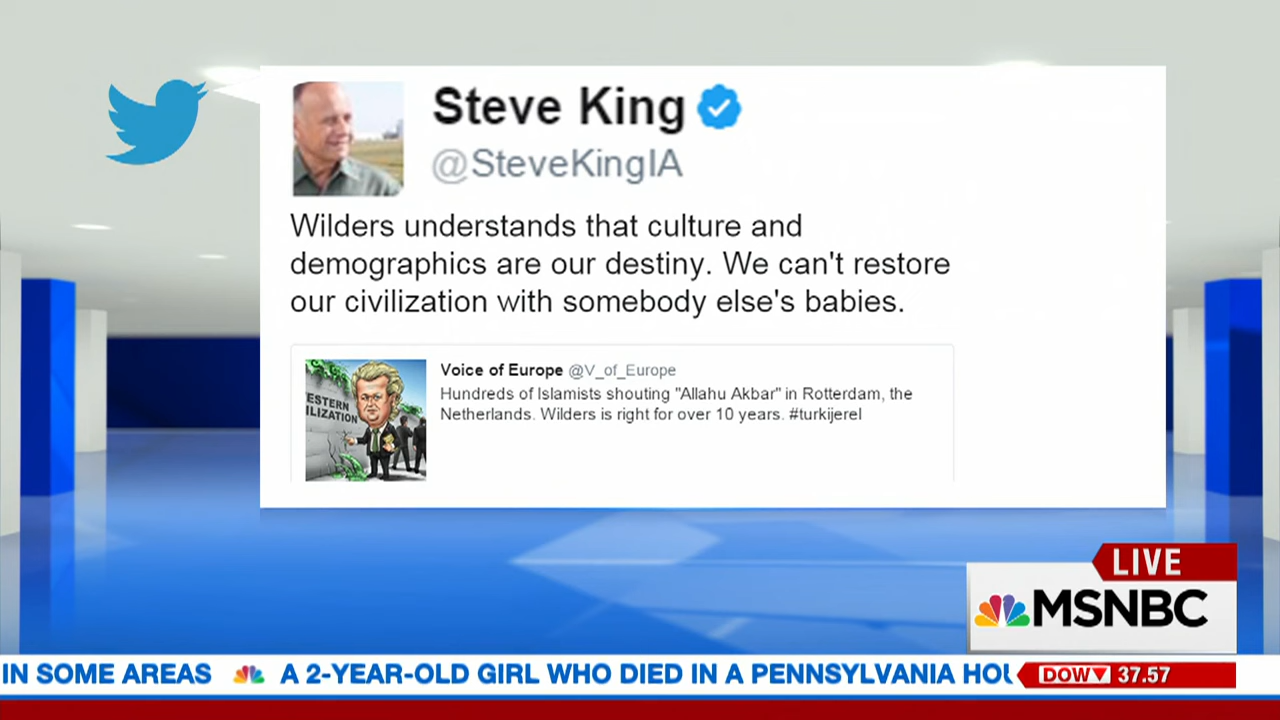 Steve King
@SteveKingIA
Wilders understands that culture and
demographics are our destiny. We can't restore
our civilization with somebody else's babies.
Voice of Europe @V_of_Europe
Hundreds of Islamists shouting "Allahu Akbar" in Rotterdam, the
Netherlands. Wilders is right for over 10 years. #turkijerel
ESTERN
ILIZATION
LIVE
MSNBC
IN SOME AREAS A 2-YEAR-OLD GIRL WHO DIED IN A PENNSYLVANIA HOU
DOW 37.57